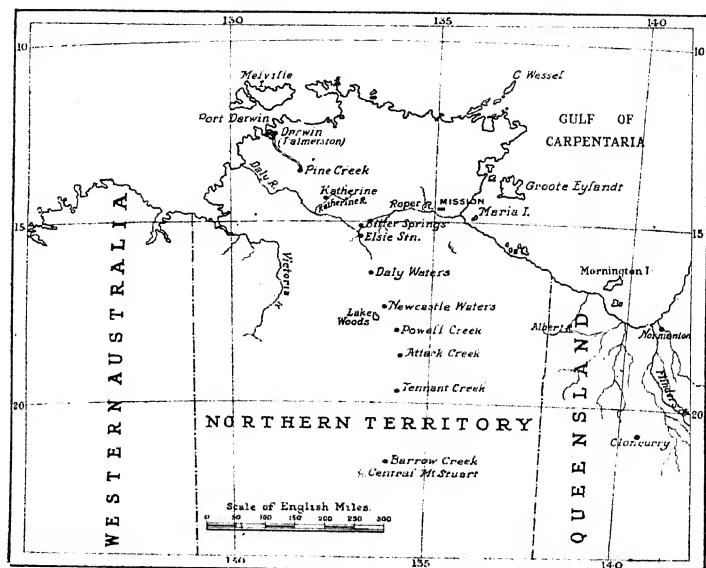 130
135
140
10
10
Melville
C Wessel
Port Darwin
Darwin
(Palmerston)
GULF OF
CARPENTARIA
Pine Creek
Daly R.
Katherine
Katherine R.
Roper R.
MISSION
Groote Eylandt
Maria I.
15
15
Bitter Springs
Elsie Stn.
Victoria R
Daly Waters
Mornington I
Newcastle Waters
Lake
Woods
Albert R
Normanton
Powell Creek
Attack Creek
Flinders
Tennant Creek
20
20
WESTERN AUSTRALIA
NORTHERN TERRITORY
QUEENSLAND
Cloncurry
Barrow Creek
Central Mt Stuart
Scale of English Miles.
0 50 100 150 200 250 300
130
135
140